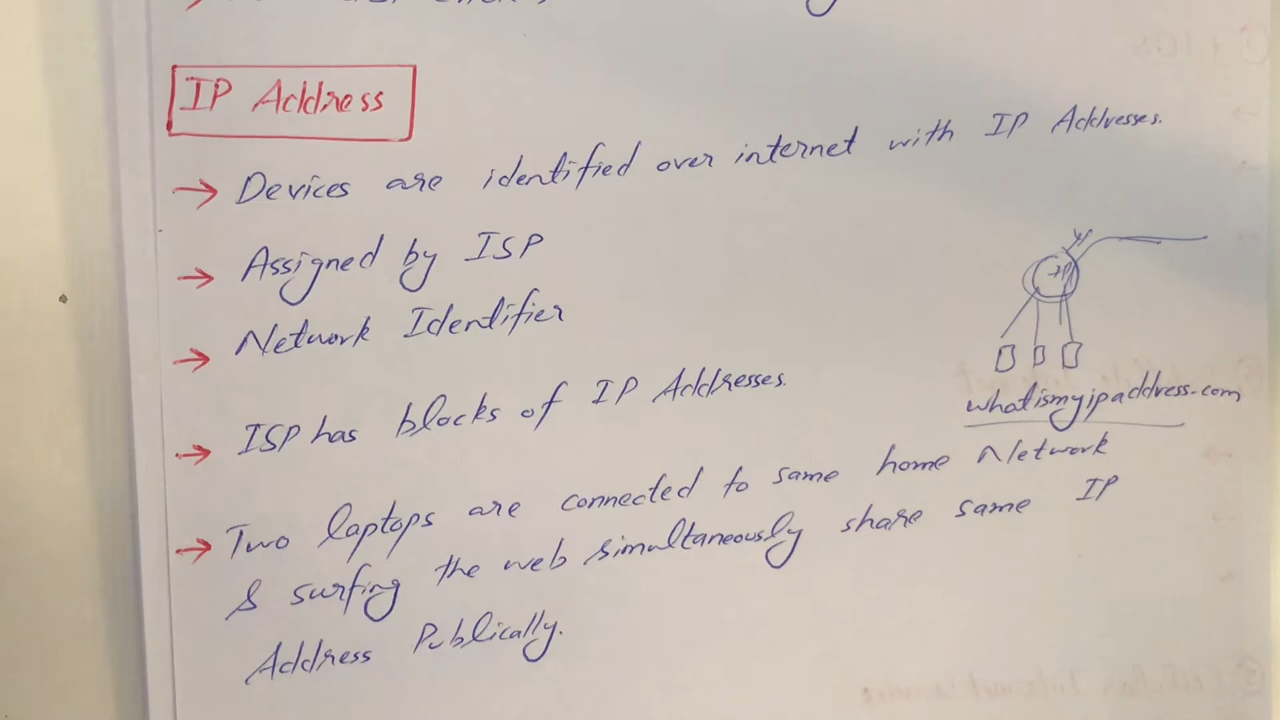 IP Address
→ Devices are identified over internet with IP Addresses.
→ Assigned by ISP
→ Network Identifier
→ ISP has blocks of IP Addresses.
whatismyipaddress.com
→ Two laptops are connected to same home Network
& surfing the web simultaneously share same IP
Address Publically.